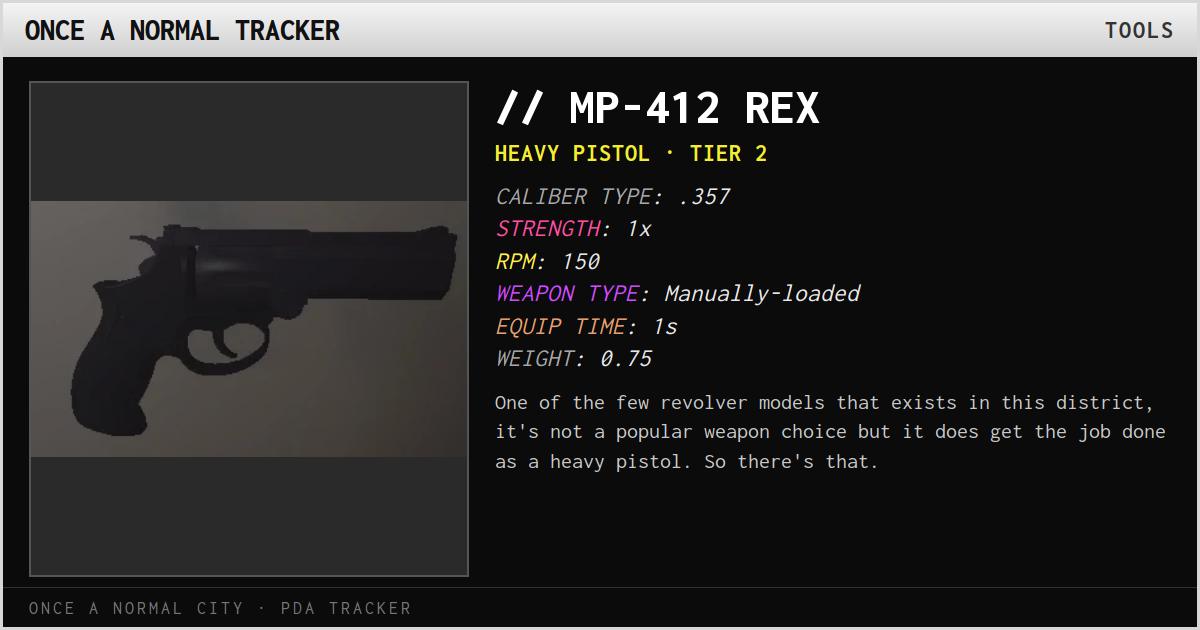 ONCE A NORMAL TRACKER
TOOLS
// MP-412 REX
HEAVY PISTOL · TIER 2
CALIBER TYPE: .357
STRENGTH: 1x
RPM: 150
WEAPON TYPE: Manually-loaded
EQUIP TIME: 1s
WEIGHT: 0.75
One of the few revolver models that exists in this district,
it's not a popular weapon choice but it does get the job done
as a heavy pistol. So there's that.
ONCE A NORMAL CITY · PDA TRACKER